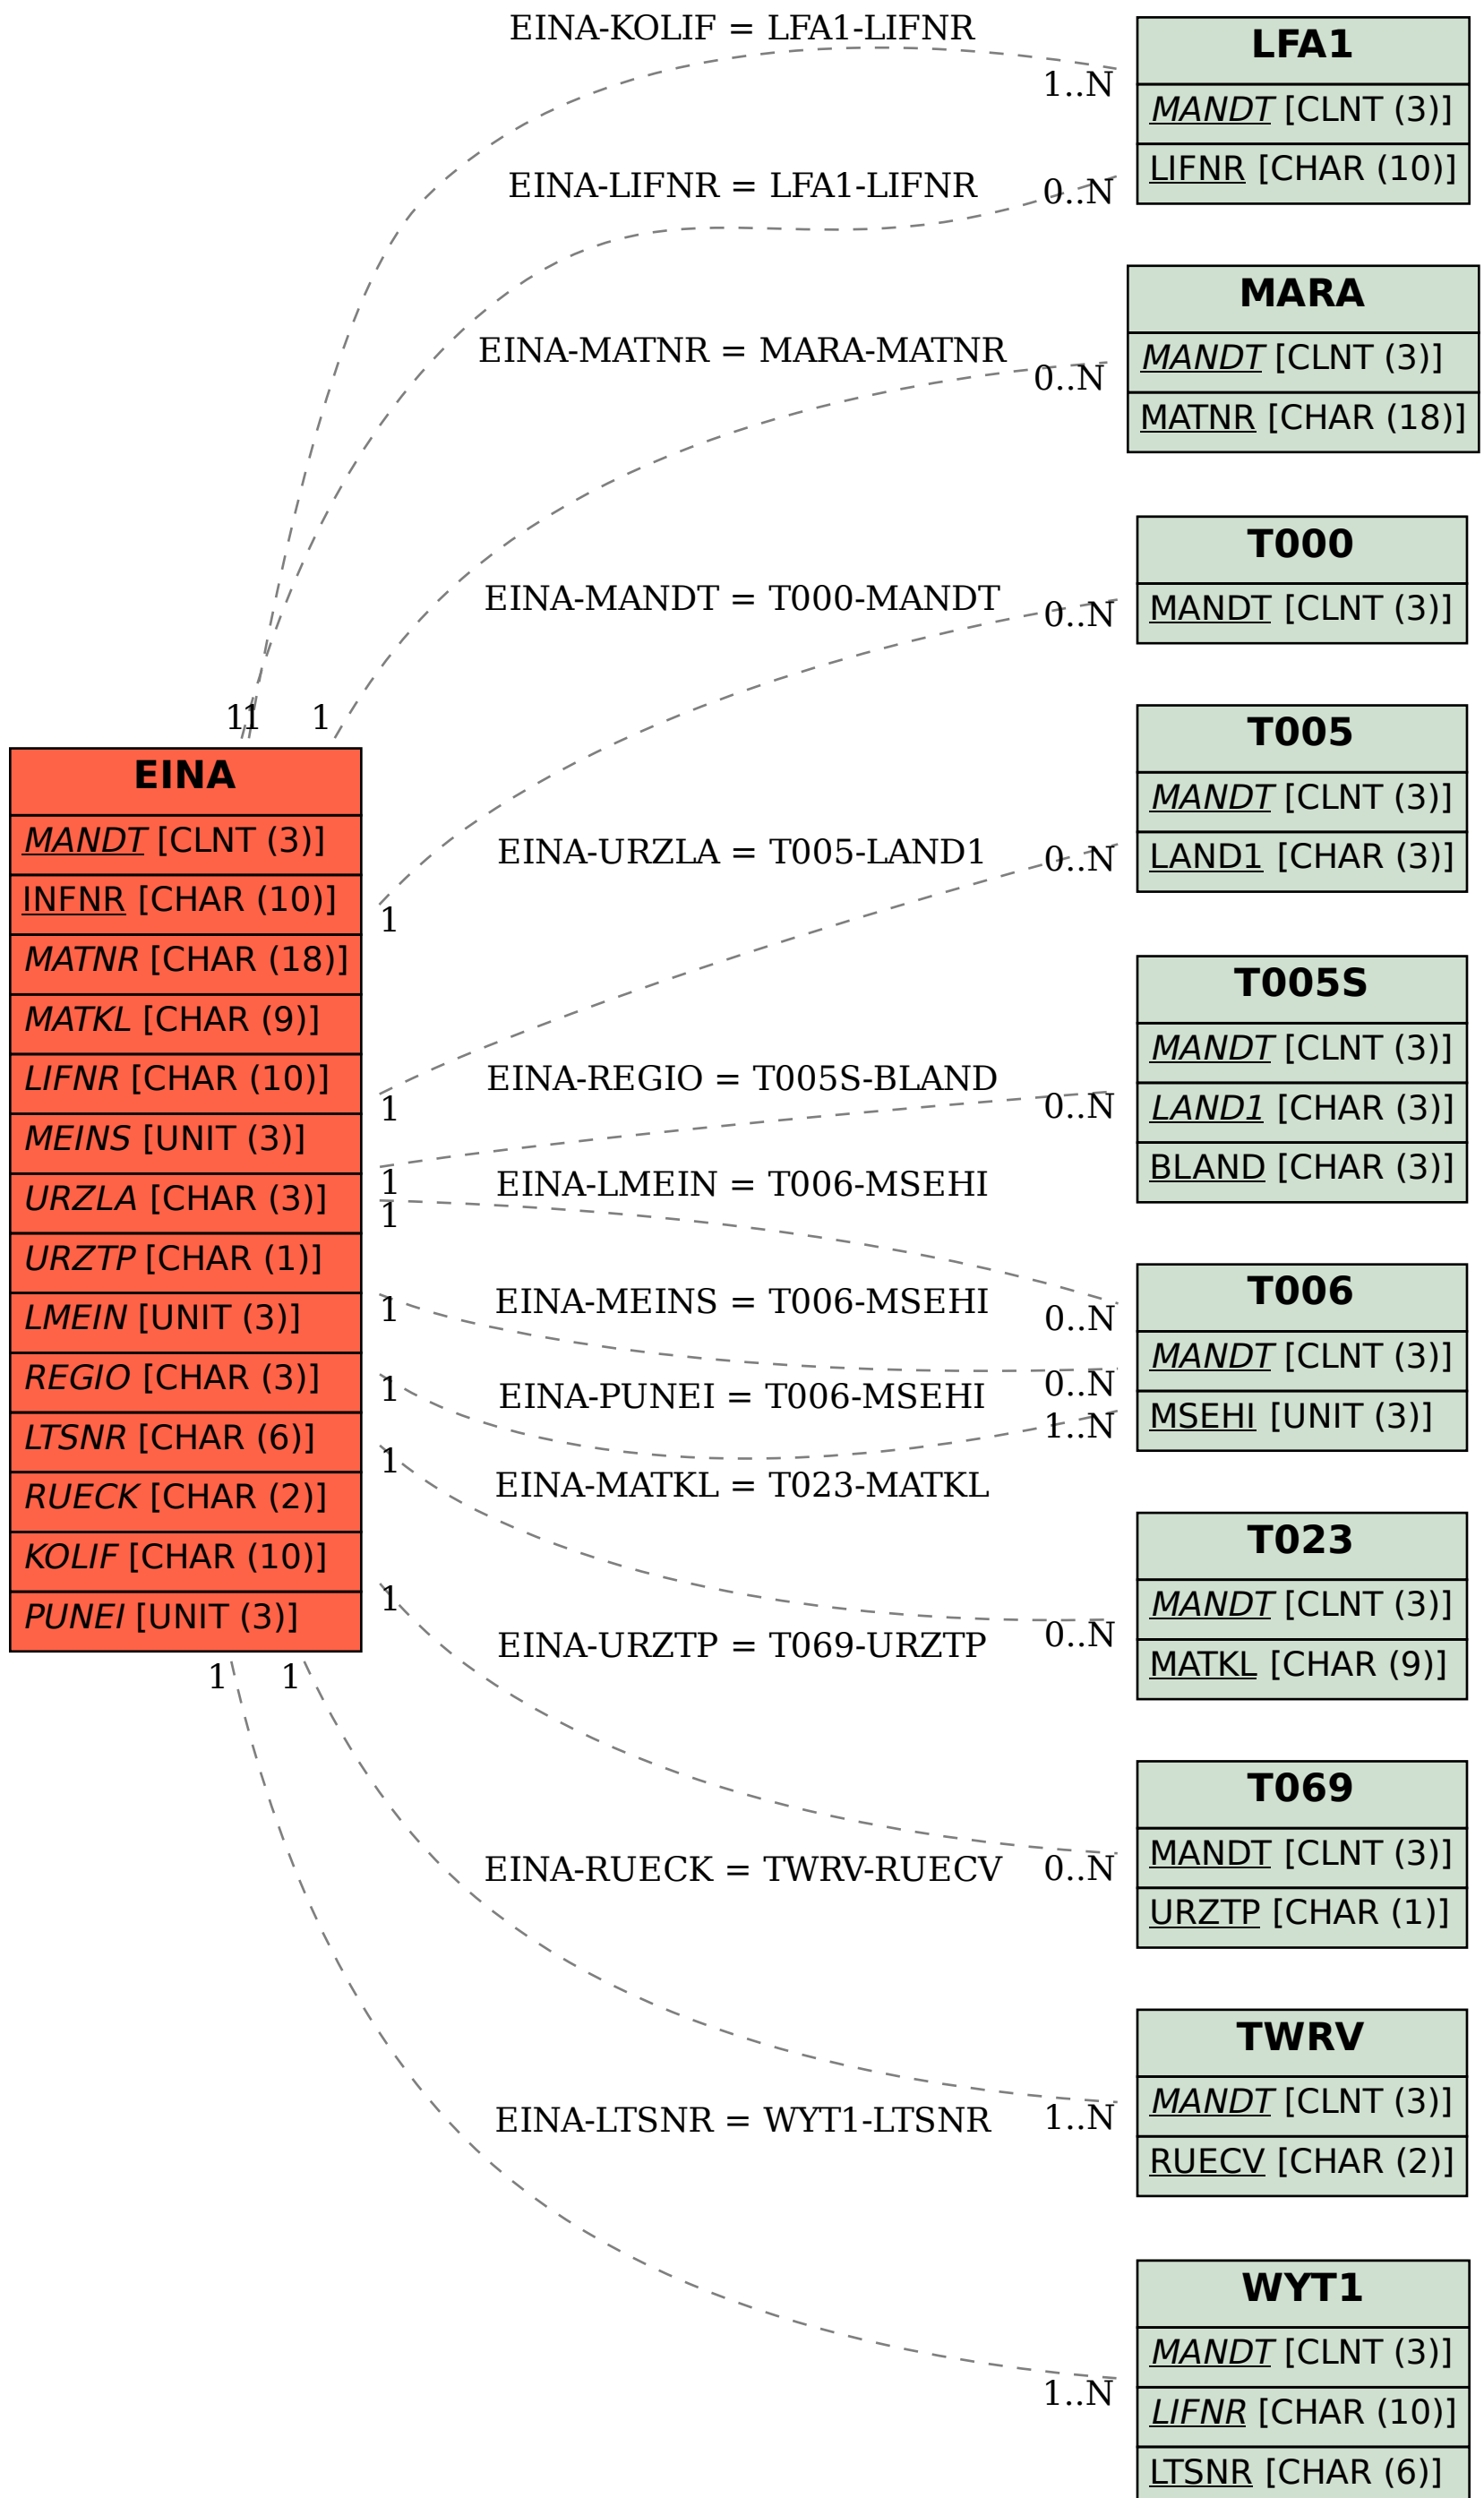 EINA-KOLIF = LFA1-LIFNR
1..N
LFA1
MANDT [CLNT (3)]
LIFNR [CHAR (10)]
EINA-LIFNR = LFA1-LIFNR
0..N
MARA
MANDT [CLNT (3)]
MATNR [CHAR (18)]
EINA-MATNR = MARA-MATNR
0..N
T000
MANDT [CLNT (3)]
EINA-MANDT = T000-MANDT
0..N
1
1
1
EINA
MANDT [CLNT (3)]
INFNR [CHAR (10)]
MATNR [CHAR (18)]
MATKL [CHAR (9)]
LIFNR [CHAR (10)]
MEINS [UNIT (3)]
URZLA [CHAR (3)]
URZTP [CHAR (1)]
LMEIN [UNIT (3)]
REGIO [CHAR (3)]
LTSNR [CHAR (6)]
RUECK [CHAR (2)]
KOLIF [CHAR (10)]
PUNEI [UNIT (3)]
1
1
1
1
1
1
1
1
1
1
T005
MANDT [CLNT (3)]
LAND1 [CHAR (3)]
EINA-URZLA = T005-LAND1
0..N
T005S
MANDT [CLNT (3)]
LAND1 [CHAR (3)]
BLAND [CHAR (3)]
EINA-REGIO = T005S-BLAND
0..N
EINA-LMEIN = T006-MSEHI
0..N
T006
MANDT [CLNT (3)]
MSEHI [UNIT (3)]
EINA-MEINS = T006-MSEHI
0..N
EINA-PUNEI = T006-MSEHI
1..N
EINA-MATKL = T023-MATKL
0..N
T023
MANDT [CLNT (3)]
MATKL [CHAR (9)]
EINA-URZTP = T069-URZTP
0..N
T069
MANDT [CLNT (3)]
URZTP [CHAR (1)]
EINA-RUECK = TWRV-RUECV
1..N
TWRV
MANDT [CLNT (3)]
RUECV [CHAR (2)]
EINA-LTSNR = WYT1-LTSNR
1..N
WYT1
MANDT [CLNT (3)]
LIFNR [CHAR (10)]
LTSNR [CHAR (6)]